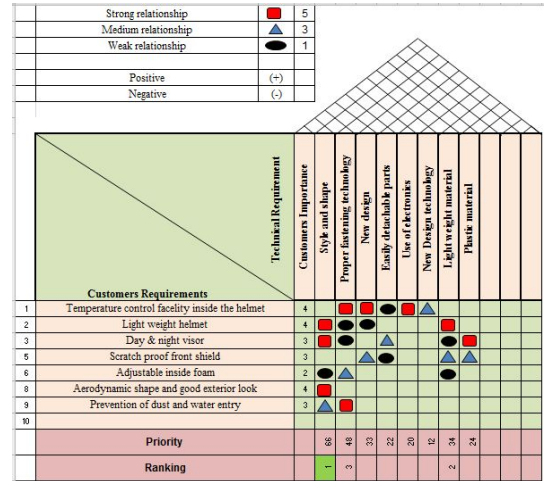 Strong relationship 5
Medium relationship 3
Weak relationship 1
Positive (+)
Negative (-)
Technical Requirement
Customers Importance
Style and shape
Proper fastening technology
New design
Easily detachable parts
Use of electronics
New Design technology
Light weight material
Plastic material
Customers Requirements
1 Temperature control facelity inside the helmet 4
2 Light weight helmet 4
3 Day & night visor 3
5 Scratch proof front shield 3
6 Adjustable inside foam 2
8 Aerodynamic shape and good exterior look 4
9 Prevention of dust and water entry 3
10
Priority 66 48 33 22 20 12 34 24
Ranking 1 3 2